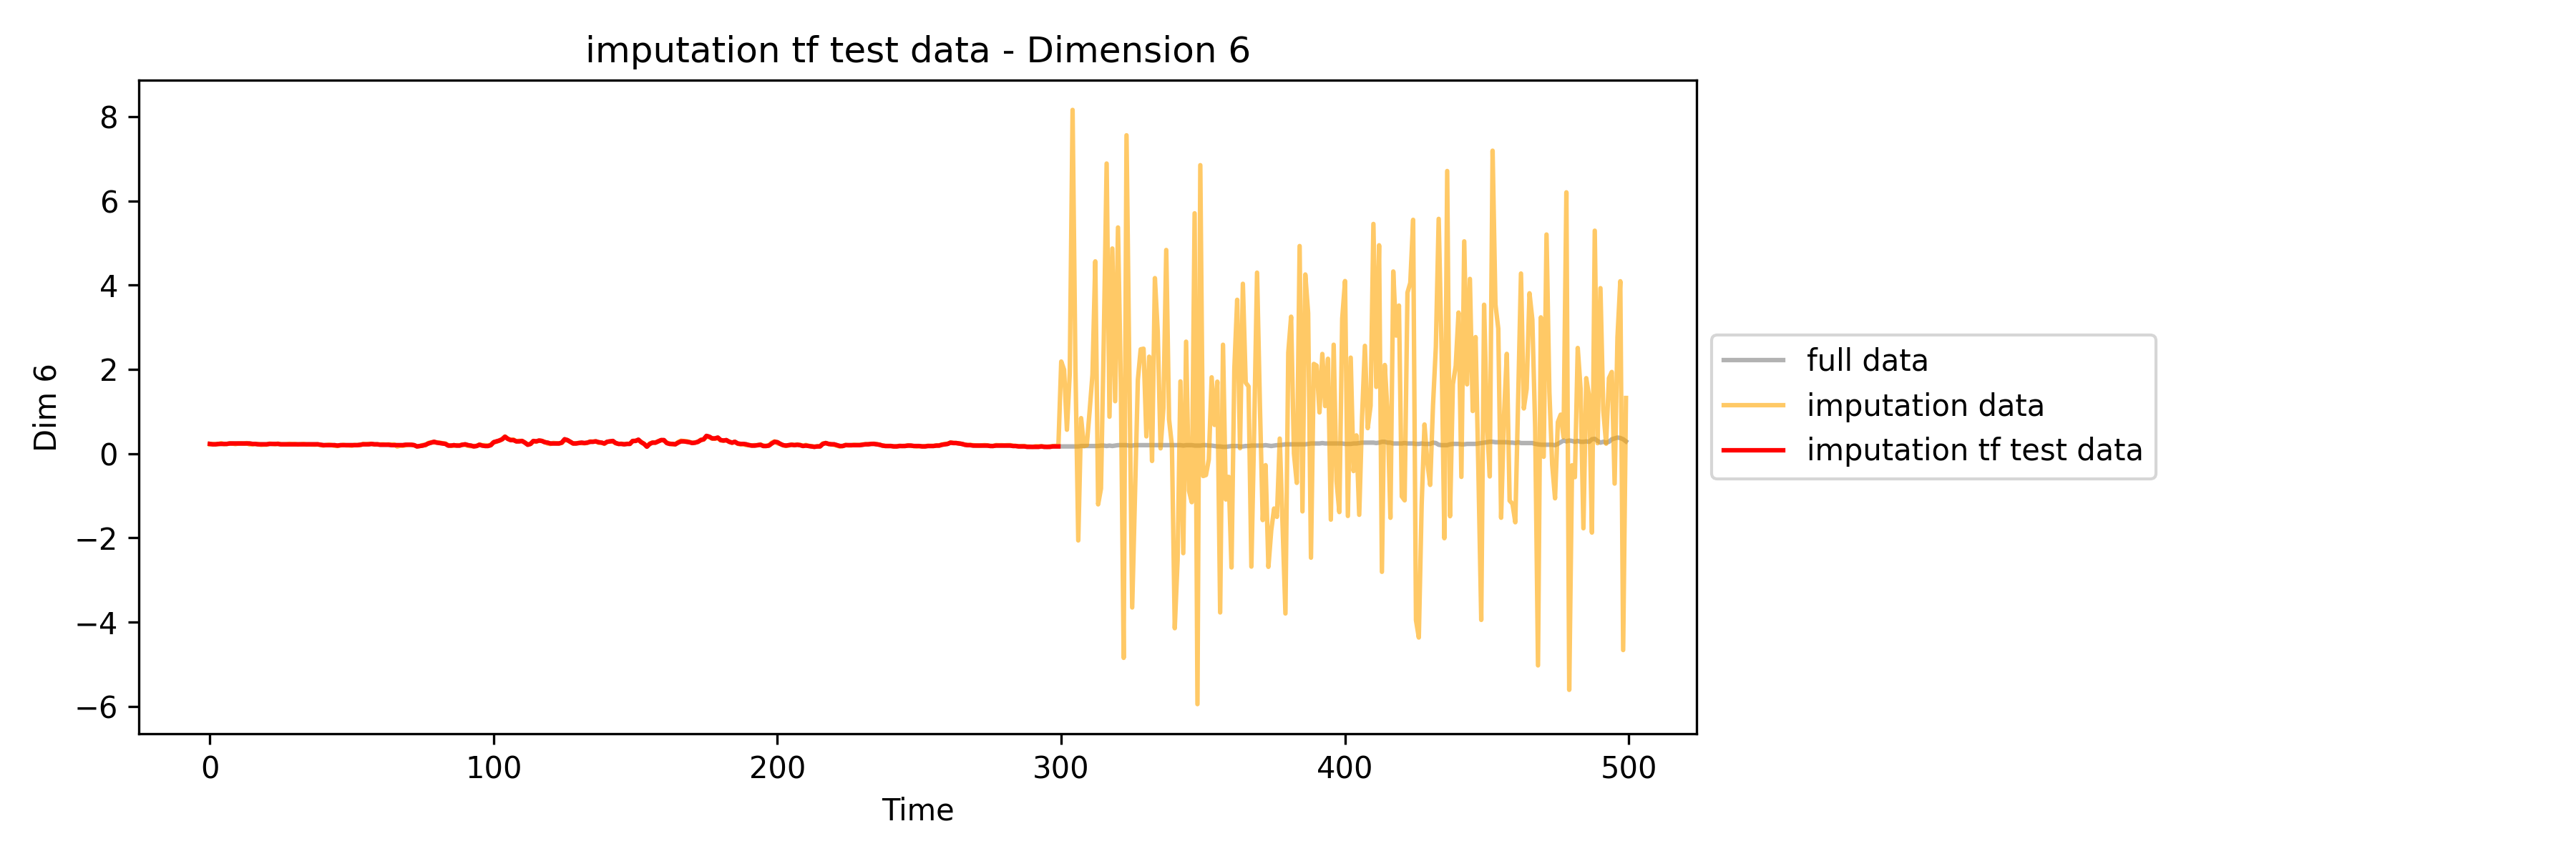 imputation tf test data - Dimension 6
8
6
4
2
0
−2
−4
−6
Dim 6
0 100 200 300 400 500
Time
full data
imputation data
imputation tf test data